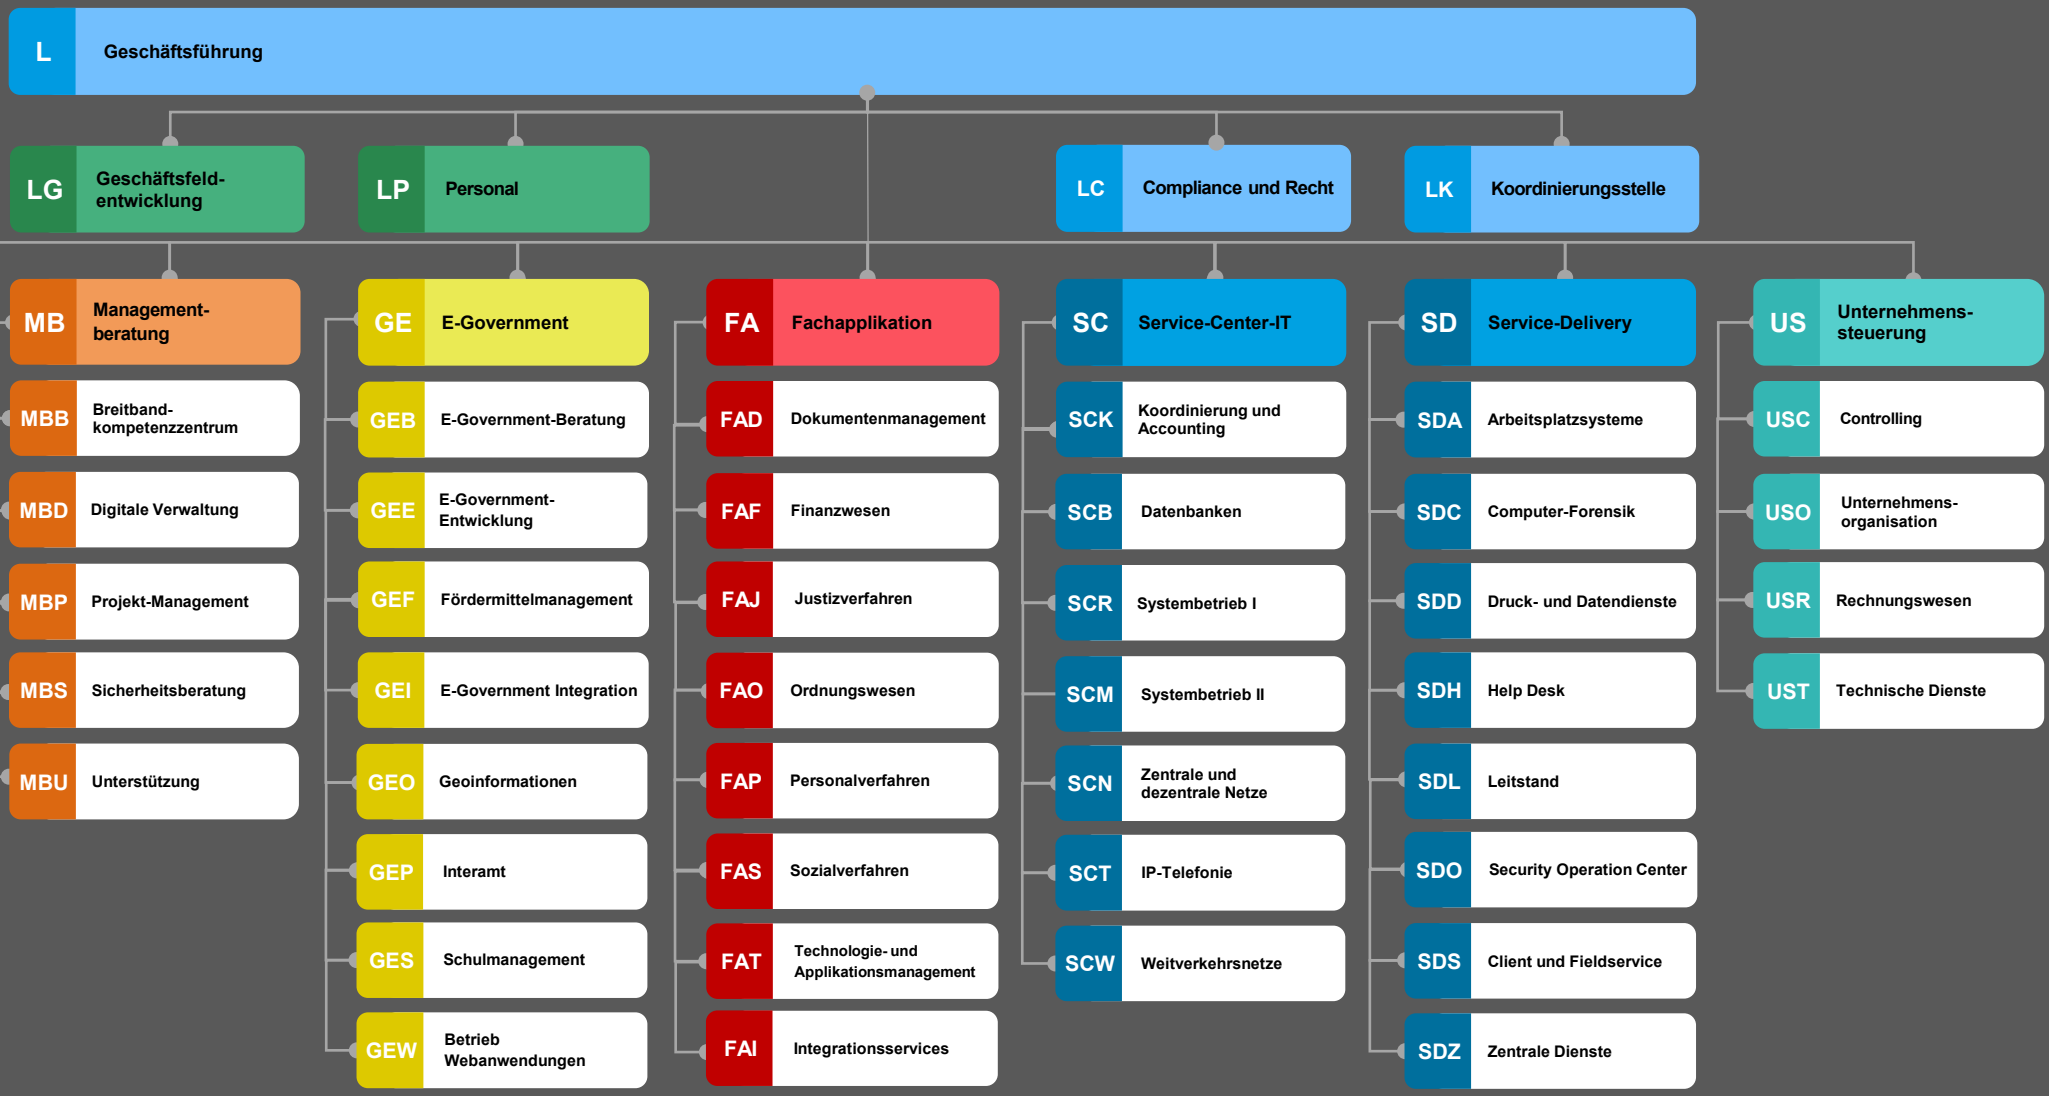 L
Geschäftsführung
LG
Geschäftsfeld-
entwicklung
LP
Personal
LC
Compliance und Recht
LK
Koordinierungsstelle
MB
Management-
beratung
MBB
Breitband-
kompetenzzentrum
MBD
Digitale Verwaltung
MBP
Projekt-Management
MBS
Sicherheitsberatung
MBU
Unterstützung
GE
E-Government
GEB
E-Government-Beratung
GEE
E-Government-
Entwicklung
GEF
Fördermittelmanagement
GEI
E-Government Integration
GEO
Geoinformationen
GEP
Interamt
GES
Schulmanagement
GEW
Betrieb
Webanwendungen
FA
Fachapplikation
FAD
Dokumentenmanagement
FAF
Finanzwesen
FAJ
Justizverfahren
FAO
Ordnungswesen
FAP
Personalverfahren
FAS
Sozialverfahren
FAT
Technologie- und
Applikationsmanagement
FAI
Integrationsservices
SC
Service-Center-IT
SCK
Koordinierung und
Accounting
SCB
Datenbanken
SCR
Systembetrieb I
SCM
Systembetrieb II
SCN
Zentrale und
dezentrale Netze
SCT
IP-Telefonie
SCW
Weitverkehrsnetze
SD
Service-Delivery
SDA
Arbeitsplatzsysteme
SDC
Computer-Forensik
SDD
Druck- und Datendienste
SDH
Help Desk
SDL
Leitstand
SDO
Security Operation Center
SDS
Client und Fieldservice
SDZ
Zentrale Dienste
US
Unternehmens-
steuerung
USC
Controlling
USO
Unternehmens-
organisation
USR
Rechnungswesen
UST
Technische Dienste